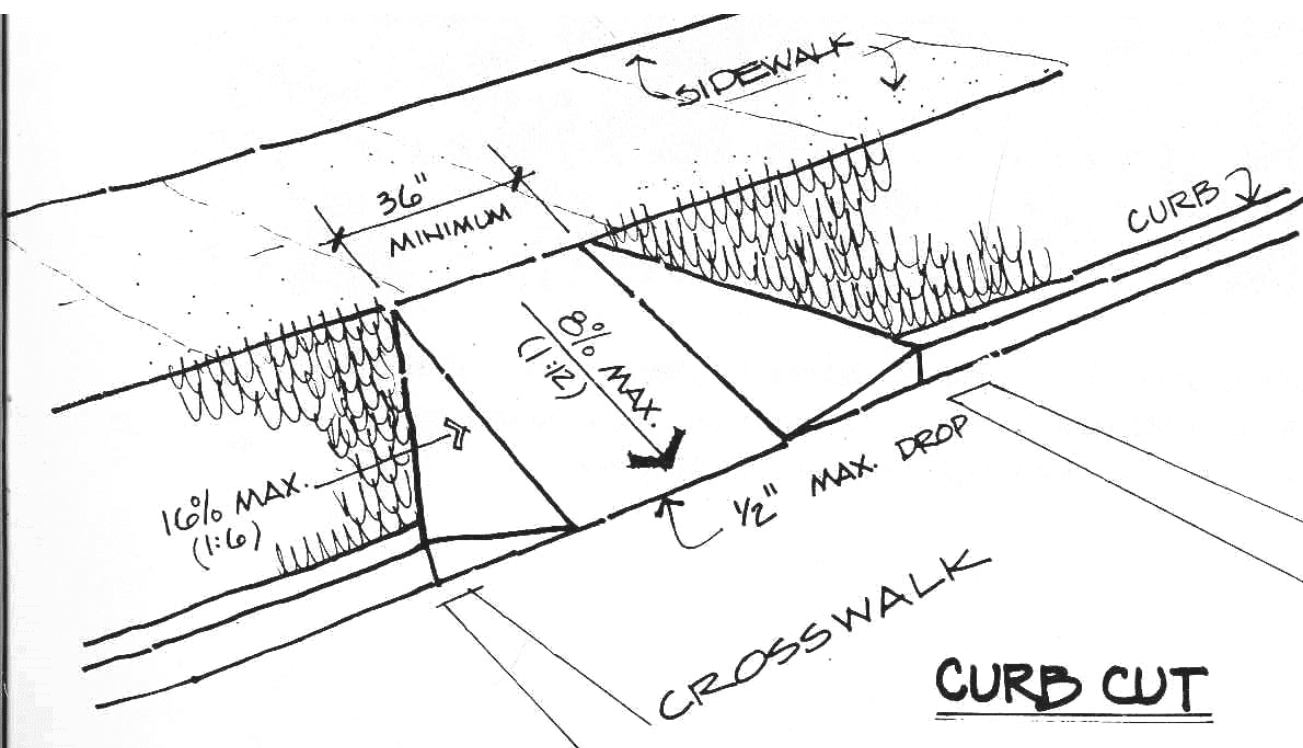 SIDEWALK
36"
MINIMUM
CURB
8% MAX.
(1:12)
16% MAX.
(1:6)
1/2" MAX. DROP
CROSSWALK
CURB CUT